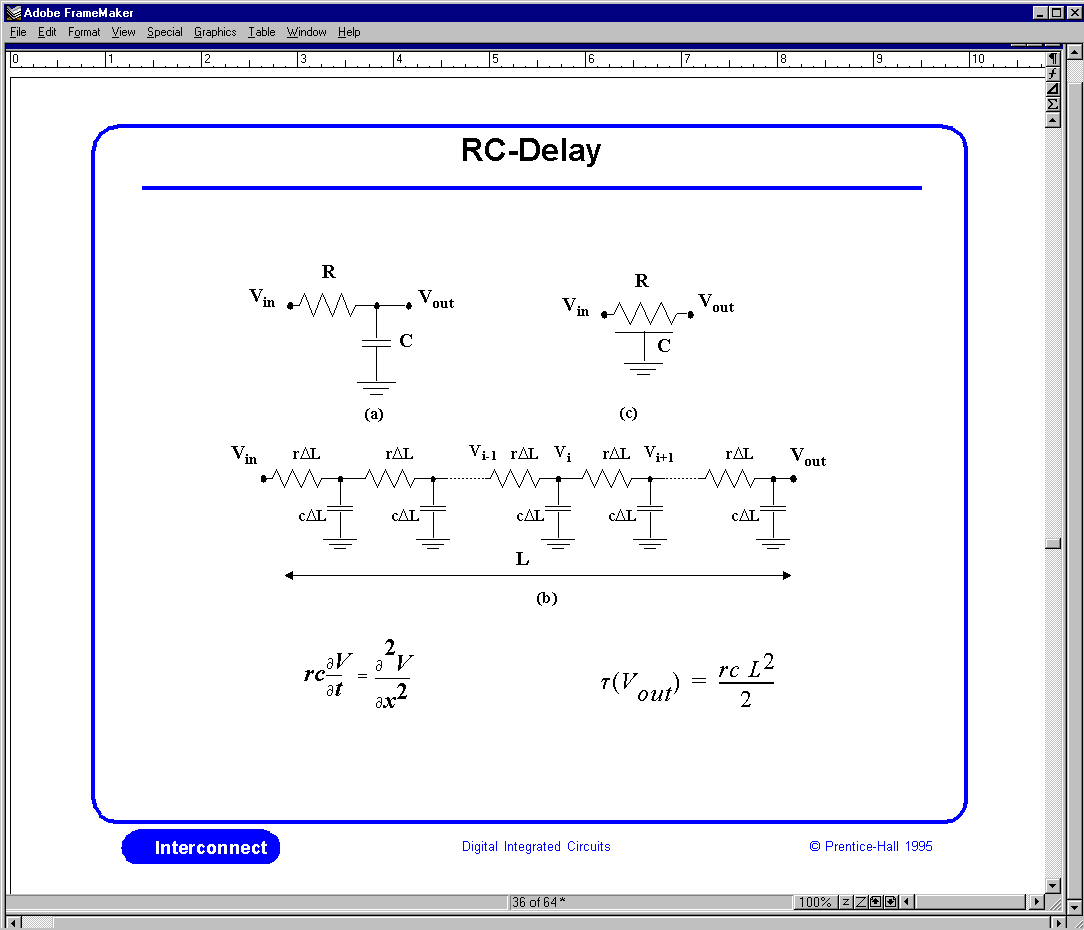 Adobe FrameMaker
File Edit Format View Special Graphics Table Window Help
0 1 2 3 4 5 6 7 8 9 10
RC-Delay
R
Vin Vout
C
(a)
R
Vin Vout
C
(c)
Vin rΔL rΔL Vi-1 rΔL Vi rΔL Vi+1 rΔL Vout
cΔL cΔL cΔL cΔL cΔL
L
(b)
rc ∂V/∂t = ∂²V/∂x²
τ(Vout) = rc L²/2
Interconnect
Digital Integrated Circuits
© Prentice-Hall 1995
36 of 64 *
100% z Z